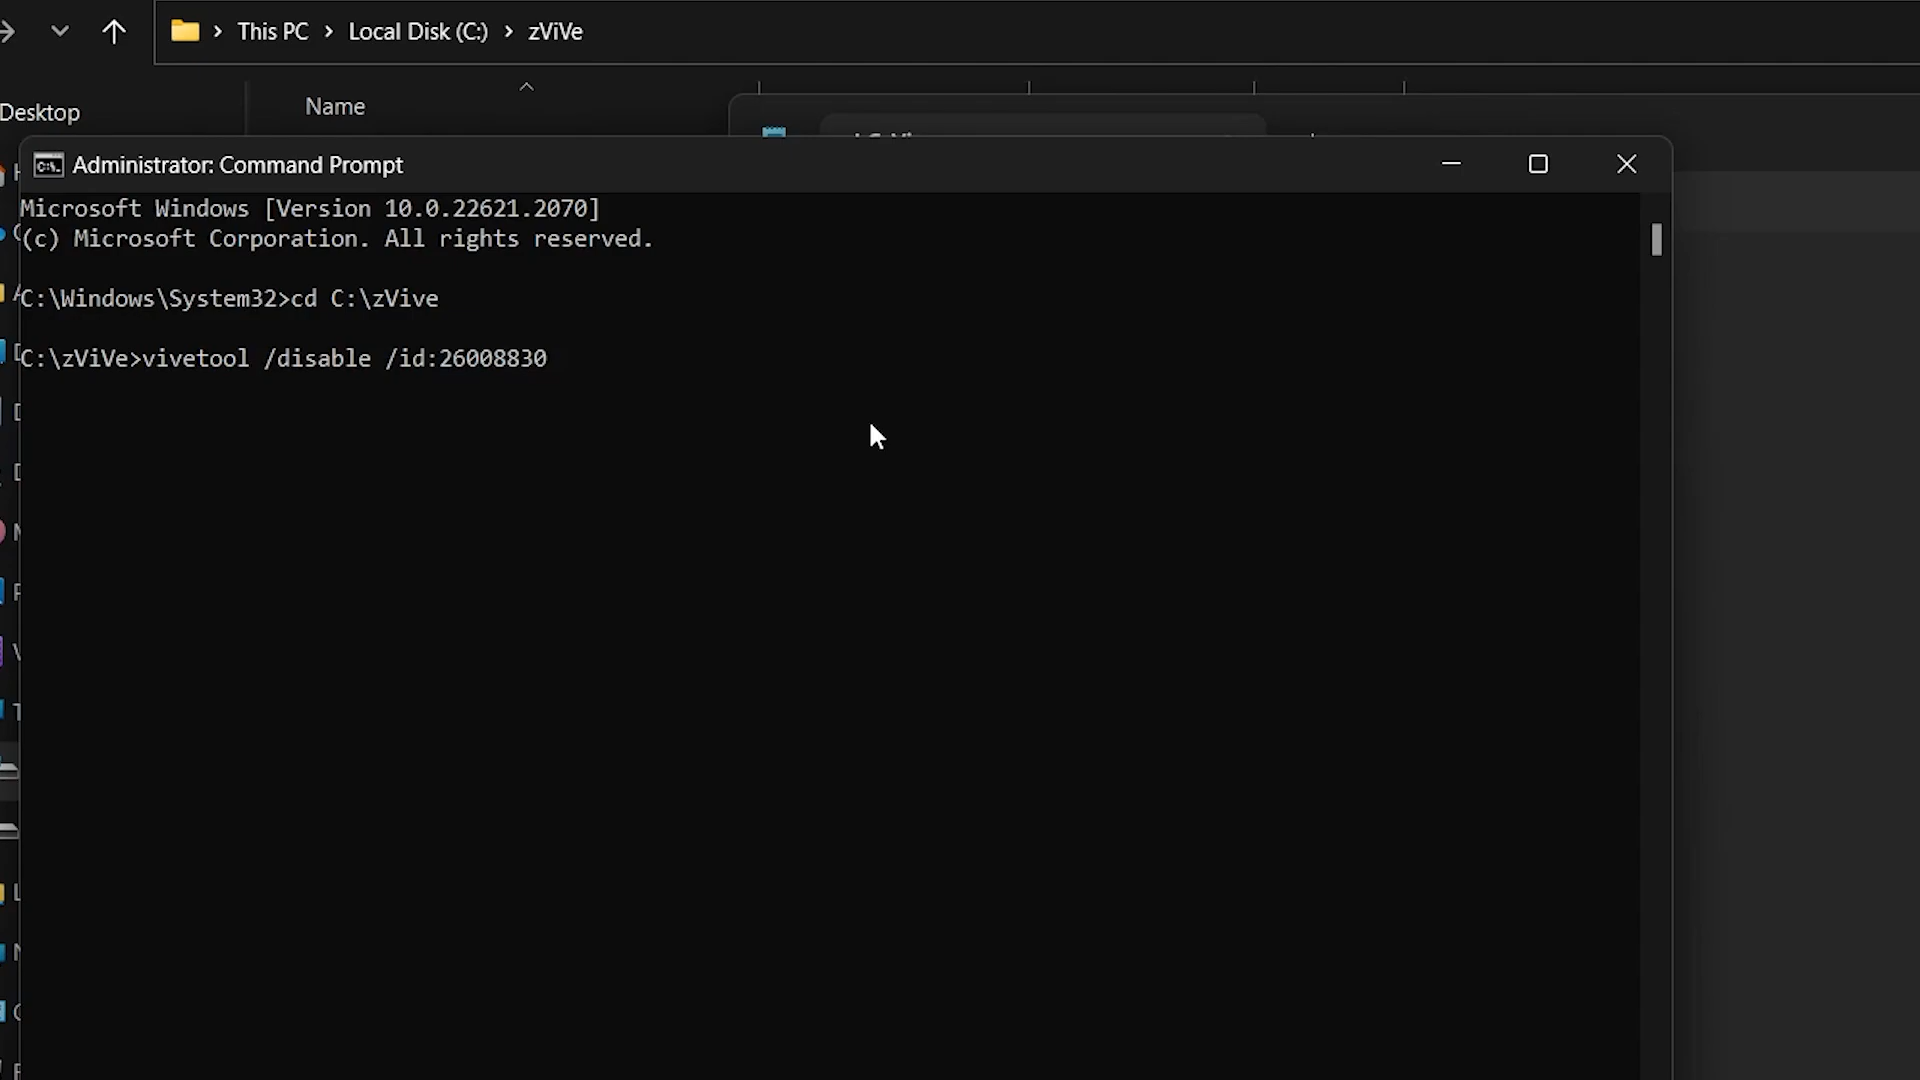 This PC > Local Disk (C:) > zViVe
Desktop
Name
Administrator: Command Prompt
Microsoft Windows [Version 10.0.22621.2070]
(c) Microsoft Corporation. All rights reserved.
C:\Windows\System32>cd C:\zVive
C:\zViVe>vivetool /disable /id:26008830